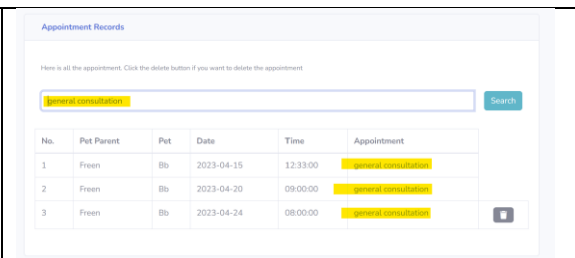 Appointment Records
Here is all the appointment. Click the delete button if you want to delete the appointment
general consultation Search
No. Pet Parent Pet Date Time Appointment
1 Freen Bb 2023-04-15 12:33:00 general consultation
2 Freen Bb 2023-04-20 09:00:00 general consultation
3 Freen Bb 2023-04-24 08:00:00 general consultation